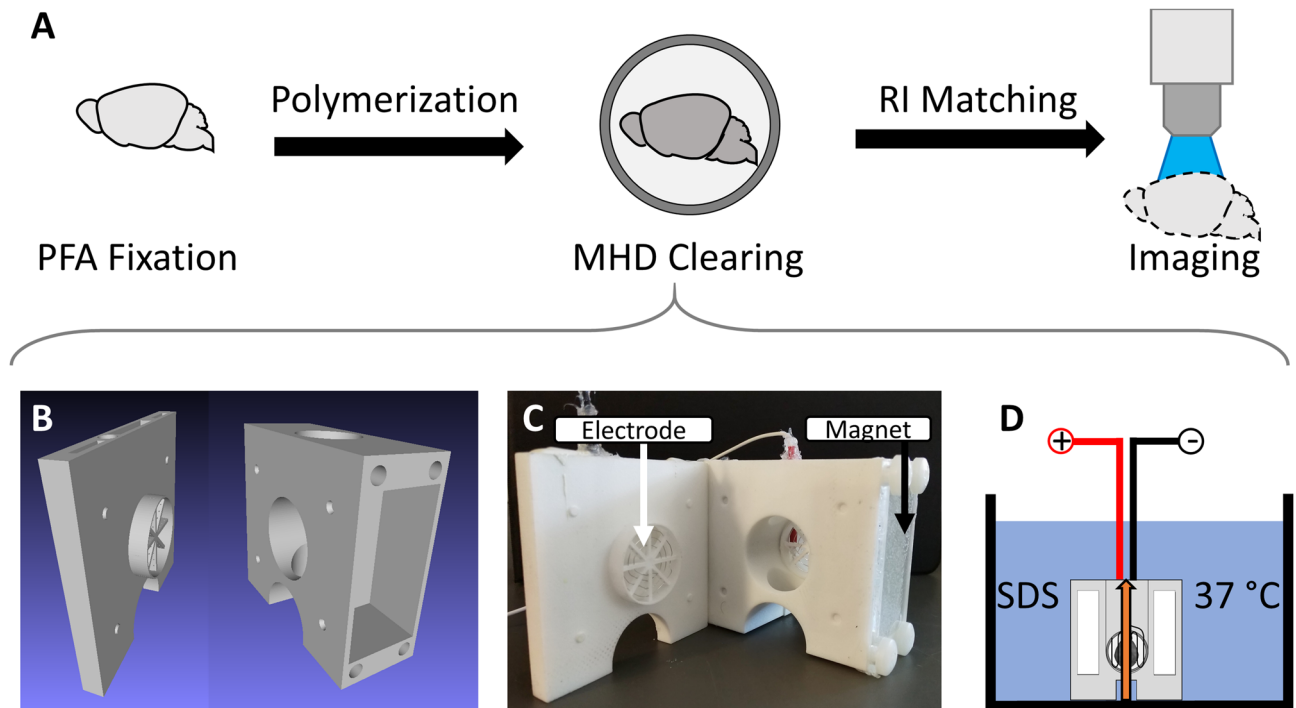 A
Polymerization
RI Matching
PFA Fixation
MHD Clearing
Imaging
B
C
Electrode
Magnet
D
+
-
SDS
37 °C